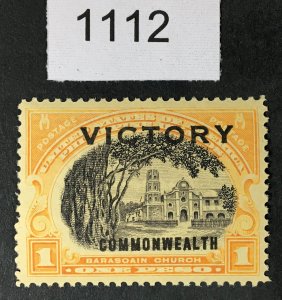 1112
VICTORY
POSTAGE
COMMONWEALTH
1 BARASOAIN CHURCH 1
ONE PESO